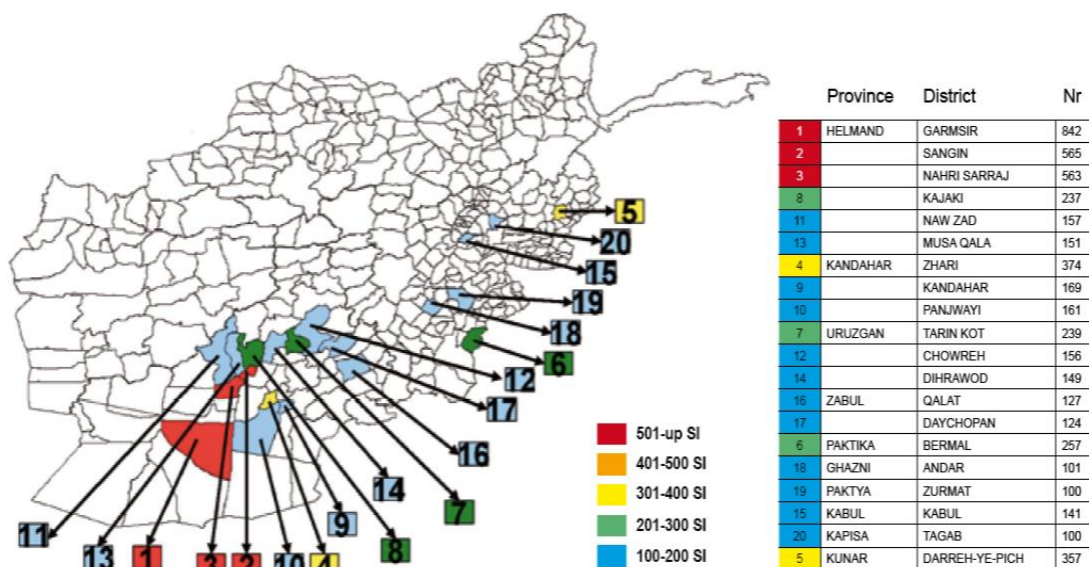 Province District Nr
1 HELMAND GARMSIR 842
2 SANGIN 565
3 NAHRI SARRAJ 563
8 KAJAKI 237
11 NAW ZAD 157
13 MUSA QALA 151
4 KANDAHAR ZHARI 374
9 KANDAHAR 169
10 PANJWAYI 161
7 URUZGAN TARIN KOT 239
12 CHOWREH 156
14 DIHRAWOD 149
16 ZABUL QALAT 127
17 DAYCHOPAN 124
6 PAKTIKA BERMAL 257
18 GHAZNI ANDAR 101
19 PAKTYA ZURMAT 100
15 KABUL KABUL 141
20 KAPISA TAGAB 100
5 KUNAR DARREH-YE-PICH 357
5
20
15
19
18
6
12
17
16
14
7
9
8
11
13
1
3
2
10
4
501-up SI
401-500 SI
301-400 SI
201-300 SI
100-200 SI